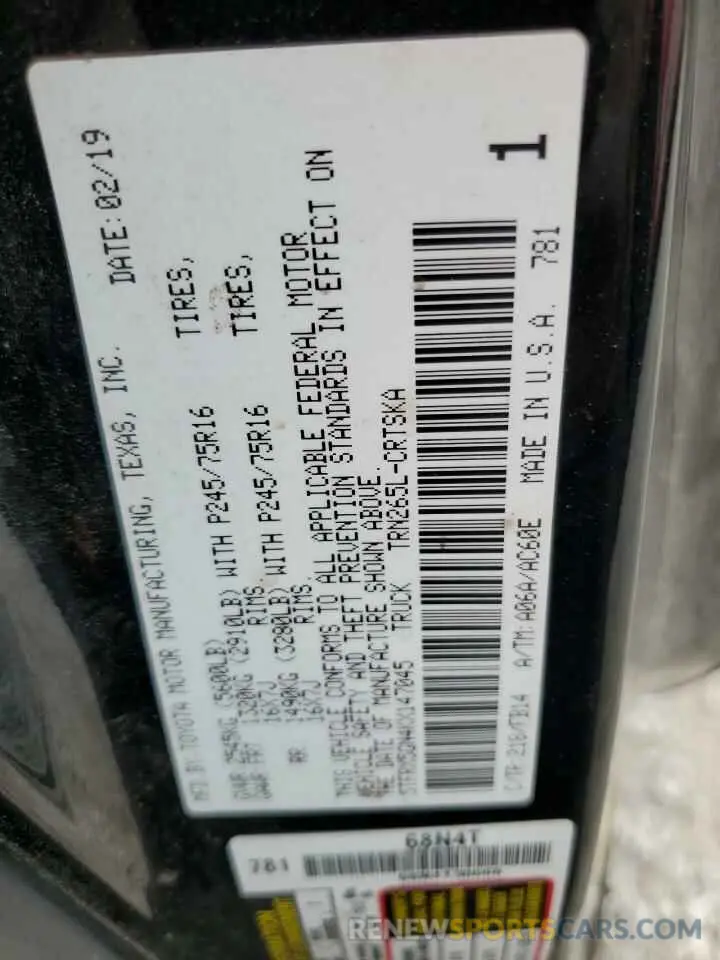 MFD BY: TOYOTA MOTOR MANUFACTURING, TEXAS, INC. DATE: 02/19
GVWR 2545KG (5600LB)
GAWR FRT 1320KG (2910LB) WITH P245/75R16 TIRES,
16X7J RIMS
RR 1490KG (3280LB) WITH P245/75R16 TIRES,
16X7J RIMS
THIS VEHICLE CONFORMS TO ALL APPLICABLE FEDERAL MOTOR
VEHICLE SAFETY AND THEFT PREVENTION STANDARDS IN EFFECT ON
THE DATE OF MANUFACTURE SHOWN ABOVE.
5TFRX5GN4KX147045 TRUCK TRN265L-CRTSKA
1
C/TR: 218/FB14 A/TM: A06A/AC60E MADE IN U.S.A. 781
68N4T
781
RENEWSPORTSCARS.COM